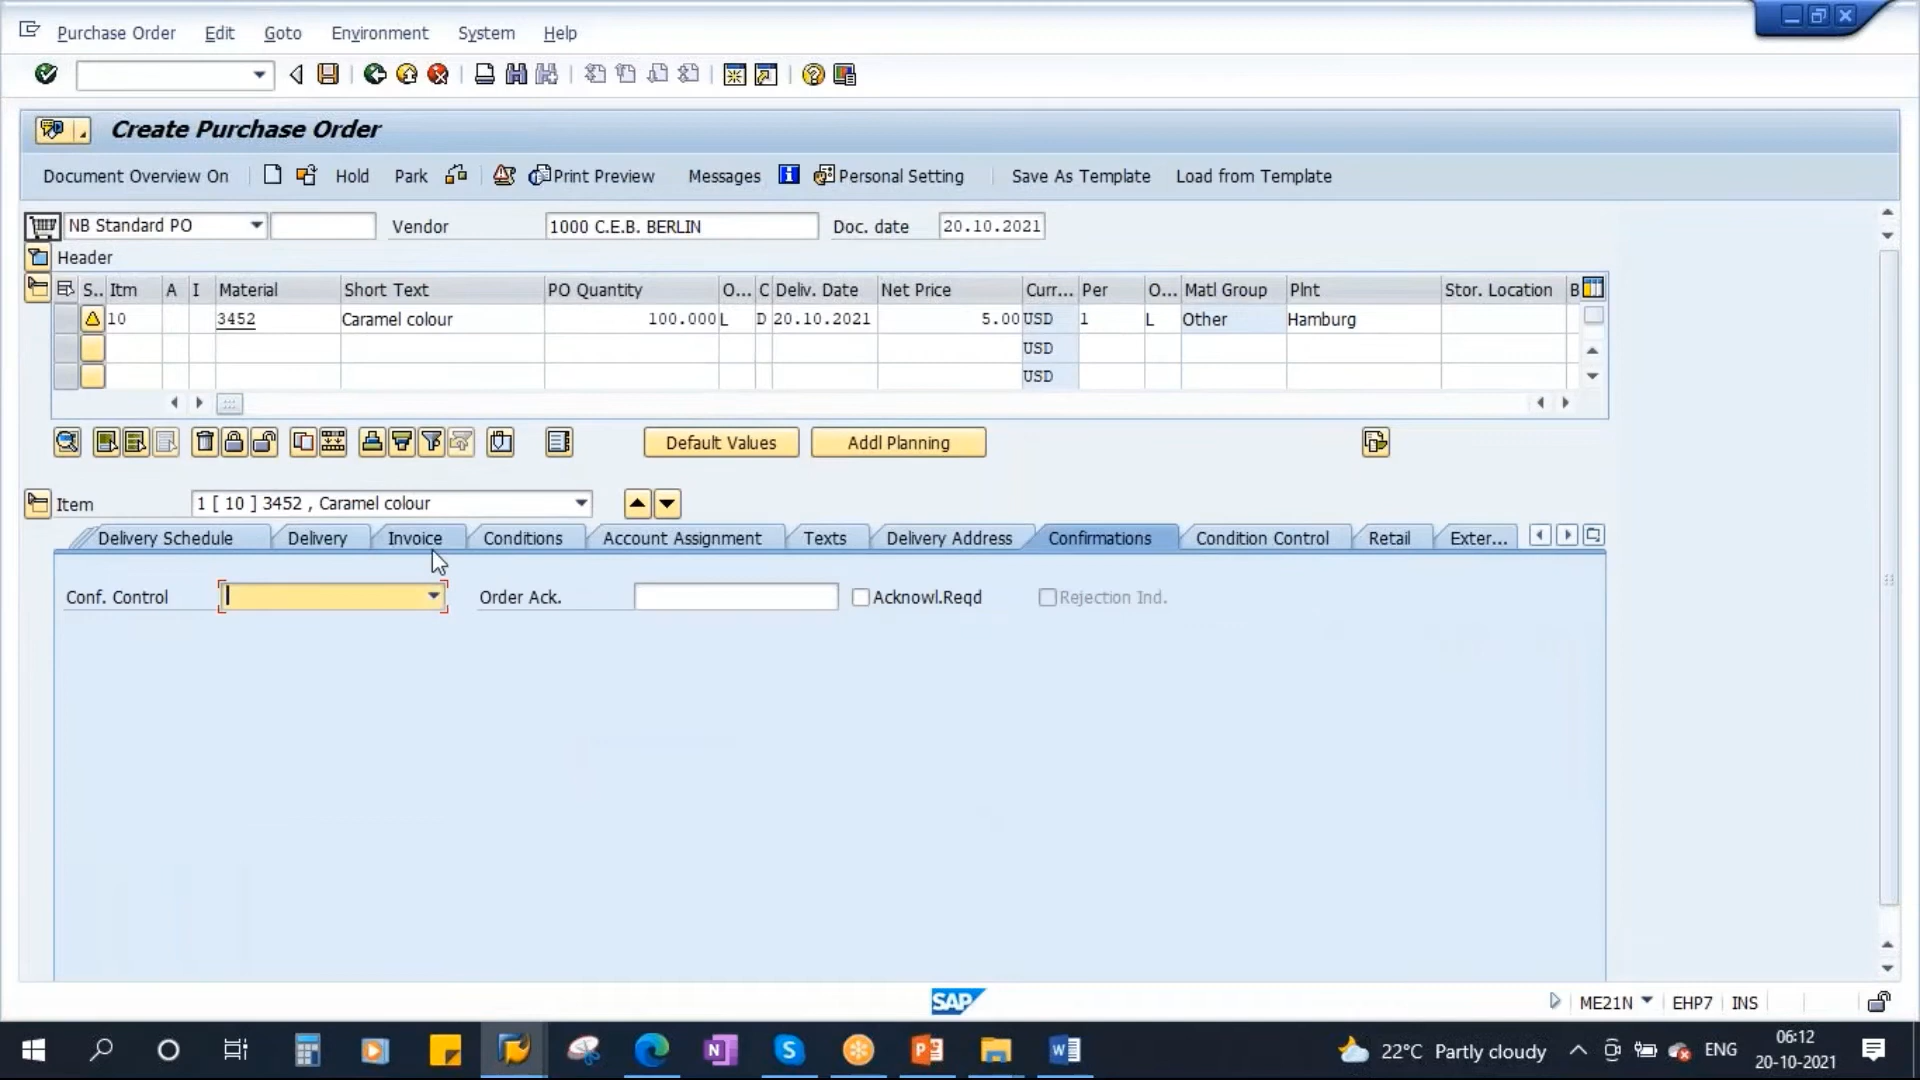 Purchase Order Edit Goto Environment System Help
Create Purchase Order
Document Overview On Hold Park Print Preview Messages Personal Setting Save As Template Load from Template
NB Standard PO Vendor 1000 C.E.B. BERLIN Doc. date 20.10.2021
Header
S.. Itm A I Material Short Text PO Quantity O... C Deliv. Date Net Price Curr... Per O... Matl Group Plnt Stor. Location B
10 3452 Caramel colour 100.000 L D 20.10.2021 5.00 USD 1 L Other Hamburg
USD
USD
Default Values Addl Planning
Item 1 [ 10 ] 3452 , Caramel colour
Delivery Schedule Delivery Invoice Conditions Account Assignment Texts Delivery Address Confirmations Condition Control Retail Exter...
Conf. Control Order Ack. Acknowl.Reqd Rejection Ind.
SAP ME21N EHP7 INS
22°C Partly cloudy ENG 06:12
20-10-2021